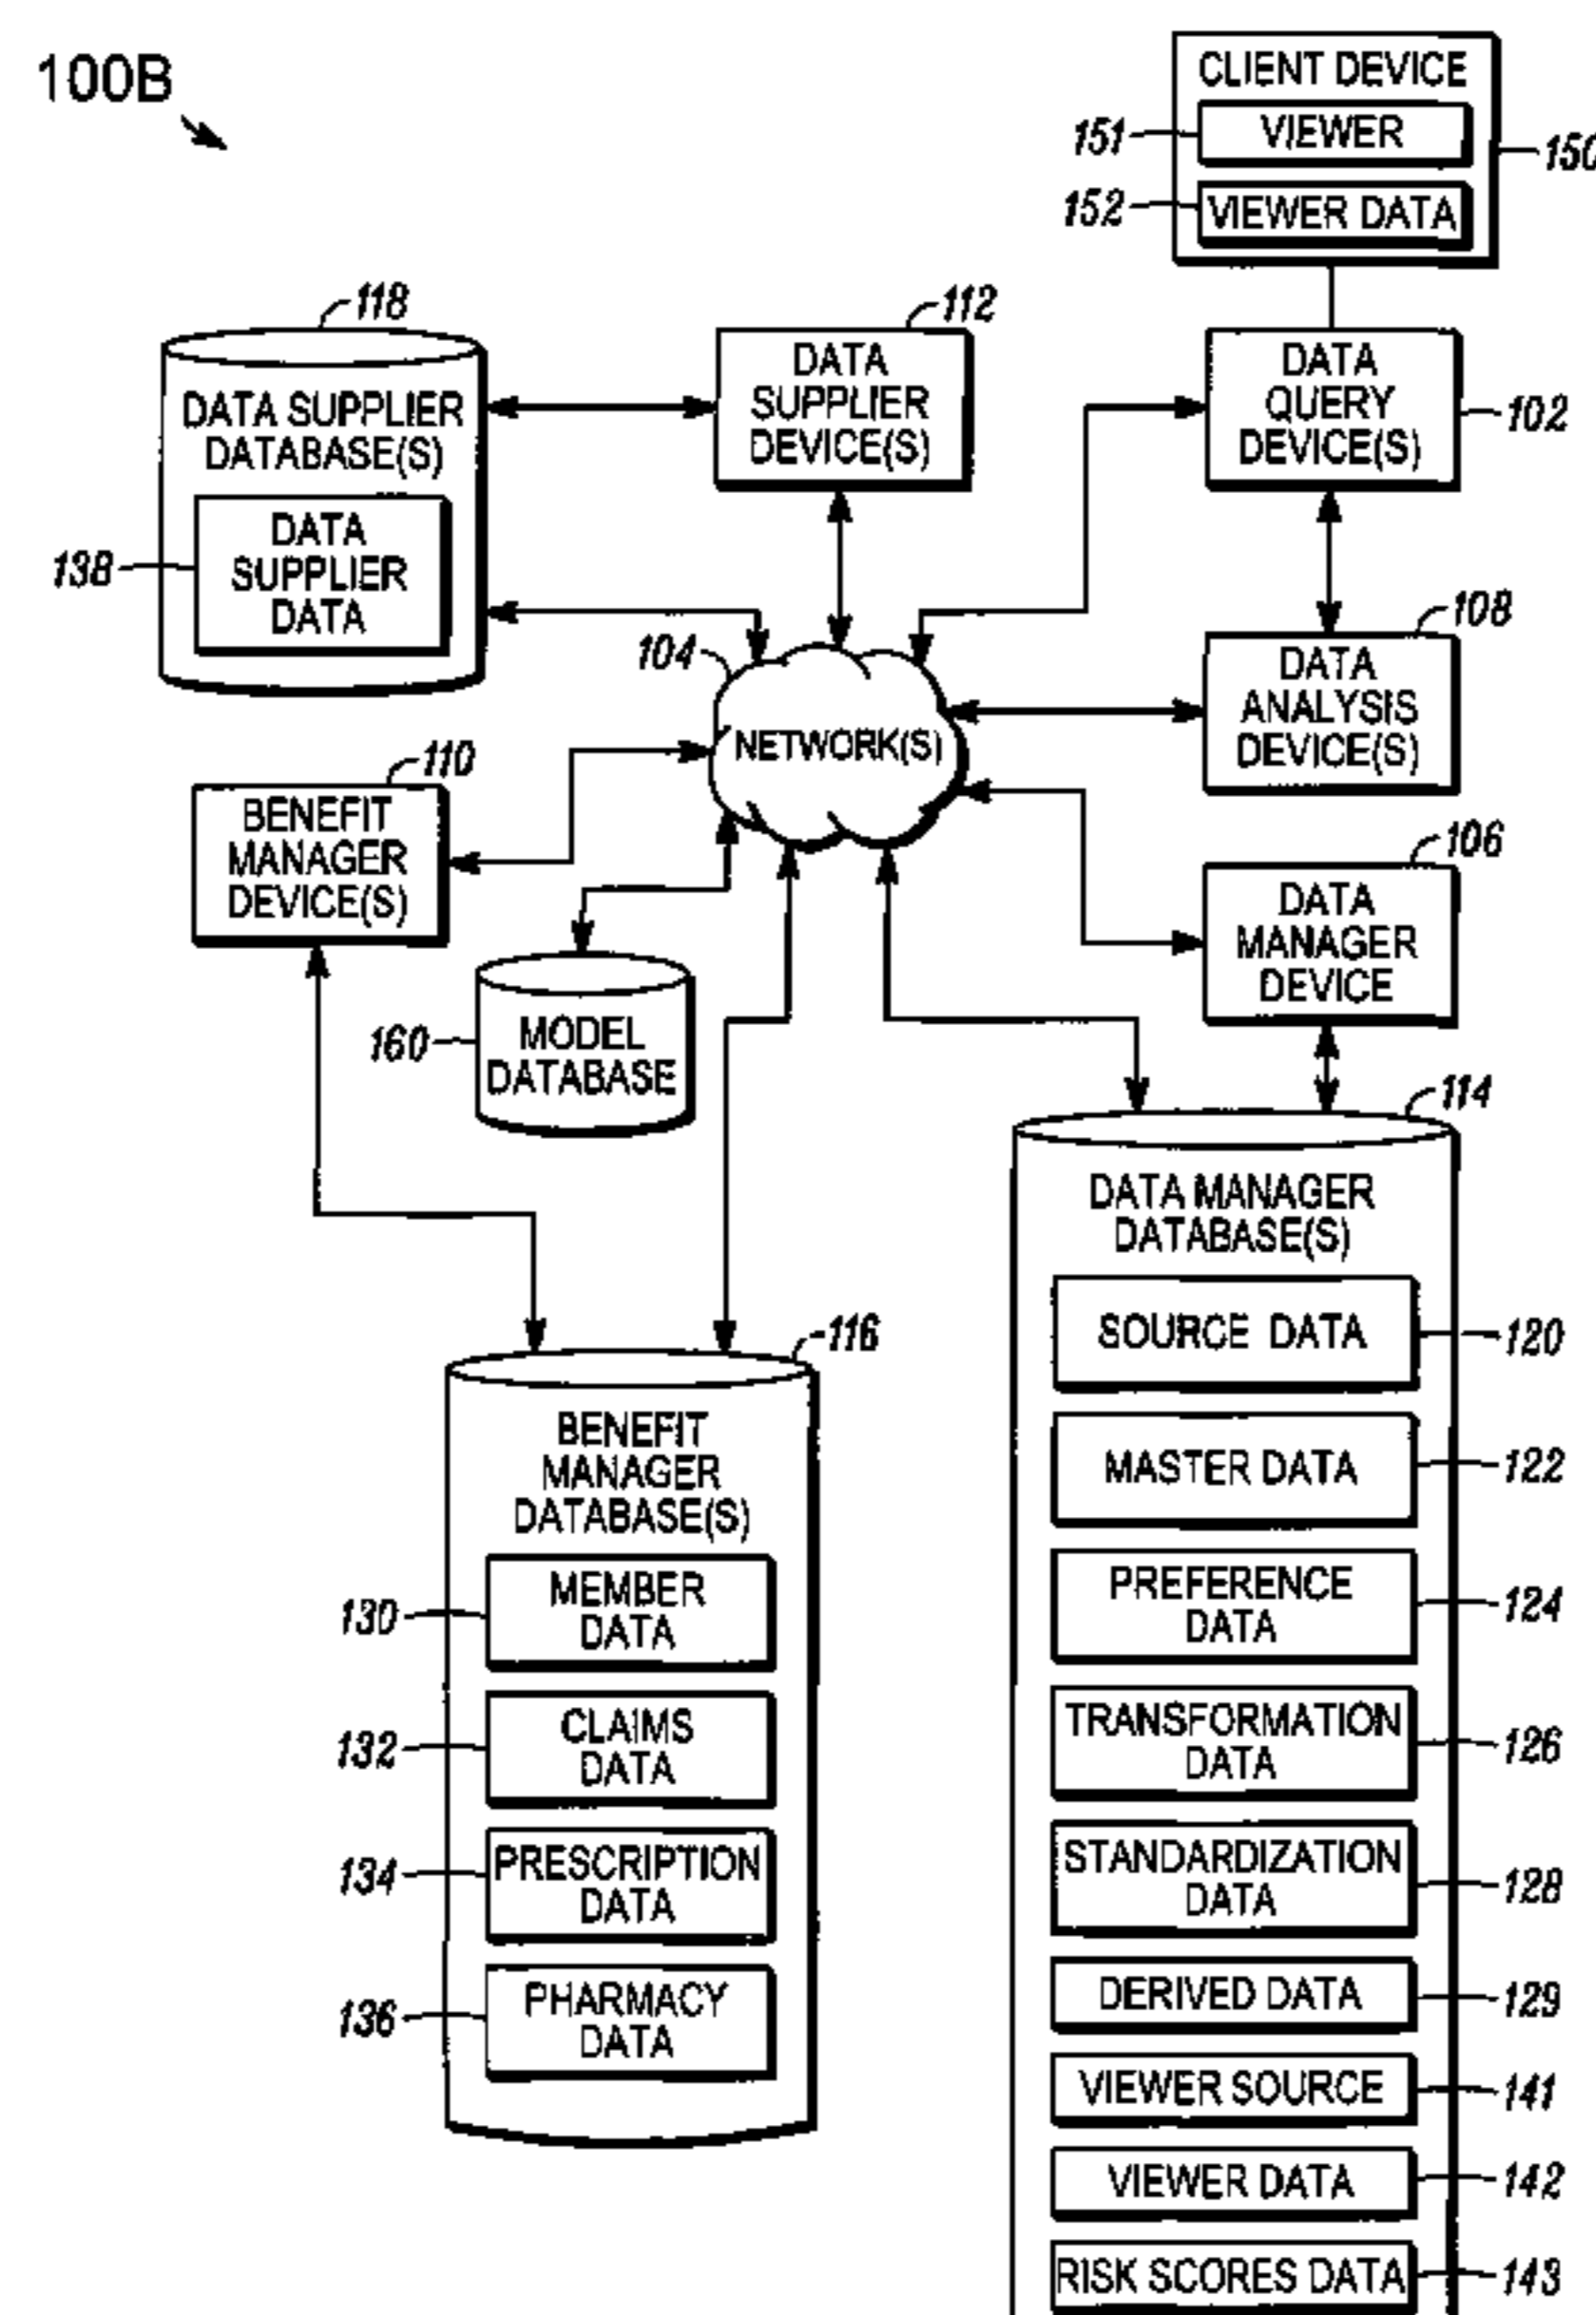 100B
CLIENT DEVICE
151
VIEWER
150
152
VIEWER DATA
118
DATA SUPPLIER
DATABASE(S)
138
DATA
SUPPLIER
DATA
112
DATA
SUPPLIER
DEVICE(S)
DATA
QUERY
DEVICE(S)
102
104
NETWORK(S)
108
DATA
ANALYSIS
DEVICE(S)
110
BENEFIT
MANAGER
DEVICE(S)
106
DATA
MANAGER
DEVICE
160
MODEL
DATABASE
114
DATA MANAGER
DATABASE(S)
SOURCE DATA
120
MASTER DATA
122
PREFERENCE
DATA
124
TRANSFORMATION
DATA
126
STANDARDIZATION
DATA
128
DERIVED DATA
129
VIEWER SOURCE
141
VIEWER DATA
142
RISK SCORES DATA
143
116
BENEFIT
MANAGER
DATABASE(S)
130
MEMBER
DATA
132
CLAIMS
DATA
134
PRESCRIPTION
DATA
136
PHARMACY
DATA